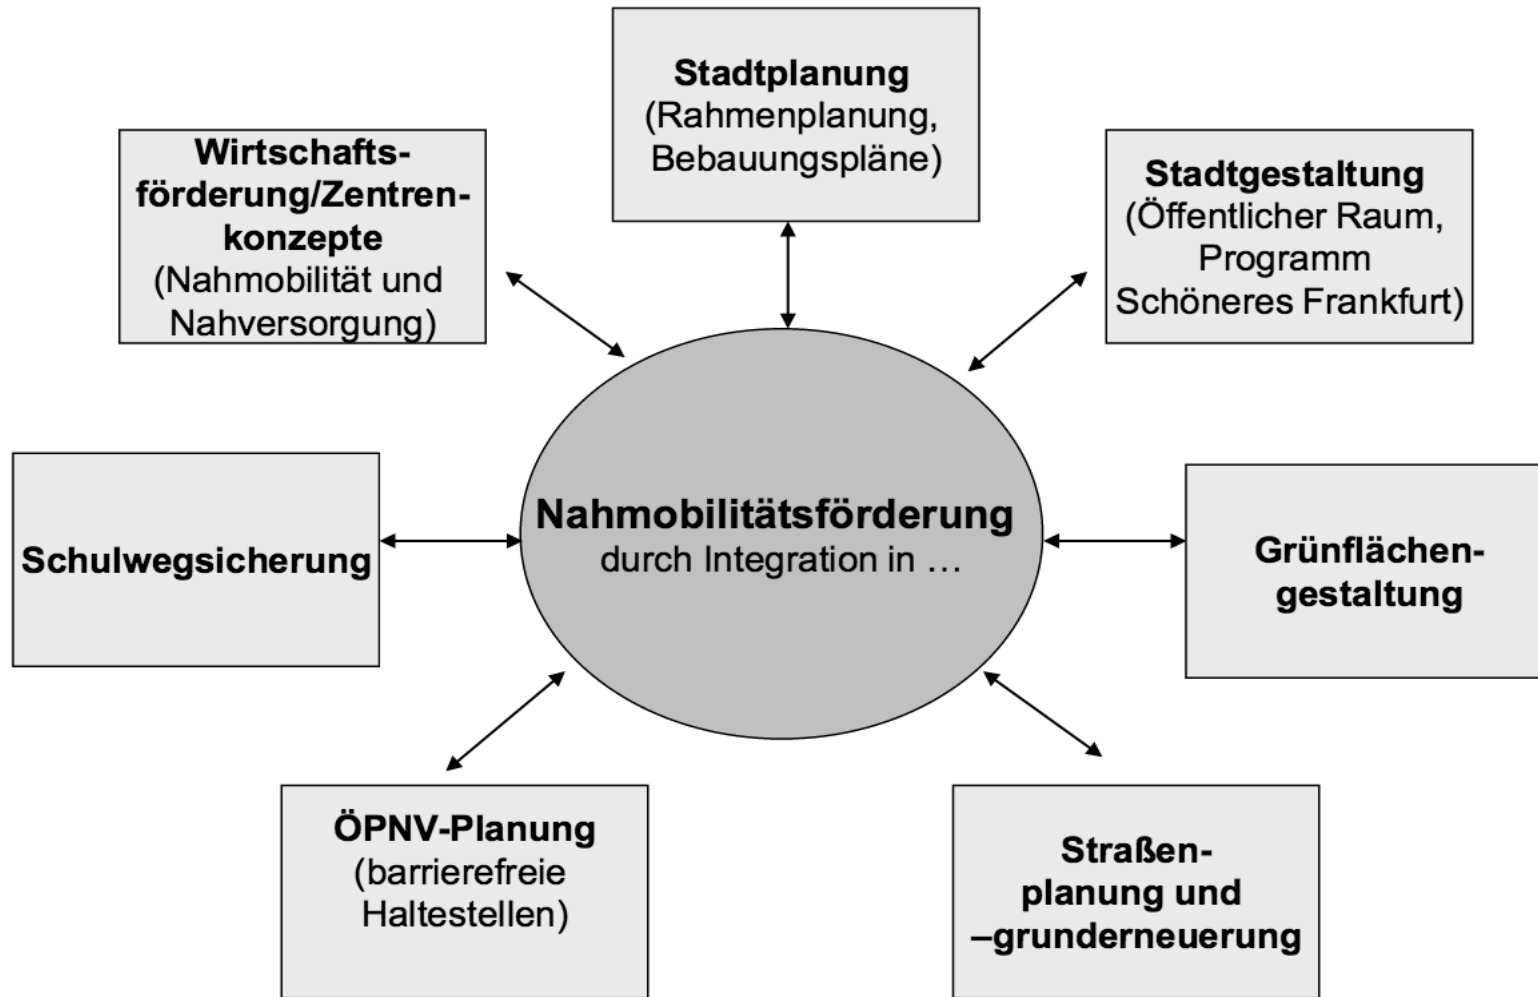 Stadtplanung
(Rahmenplanung,
Bebauungspläne)
Wirtschafts-
förderung/Zentren-
konzepte
(Nahmobilität und
Nahversorgung)
Stadtgestaltung
(Öffentlicher Raum,
Programm
Schöneres Frankfurt)
Nahmobilitätsförderung
durch Integration in …
Schulwegsicherung
Grünflächen-
gestaltung
ÖPNV-Planung
(barrierefreie
Haltestellen)
Straßen-
planung und
–grunderneuerung